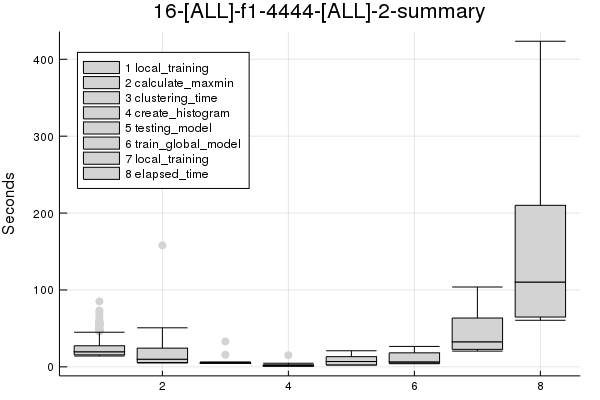 16-[ALL]-f1-4444-[ALL]-2-summary
Seconds
400
300
200
100
0
1 local_training
2 calculate_maxmin
3 clustering_time
4 create_histogram
5 testing_model
6 train_global_model
7 local_training
8 elapsed_time
2
4
6
8